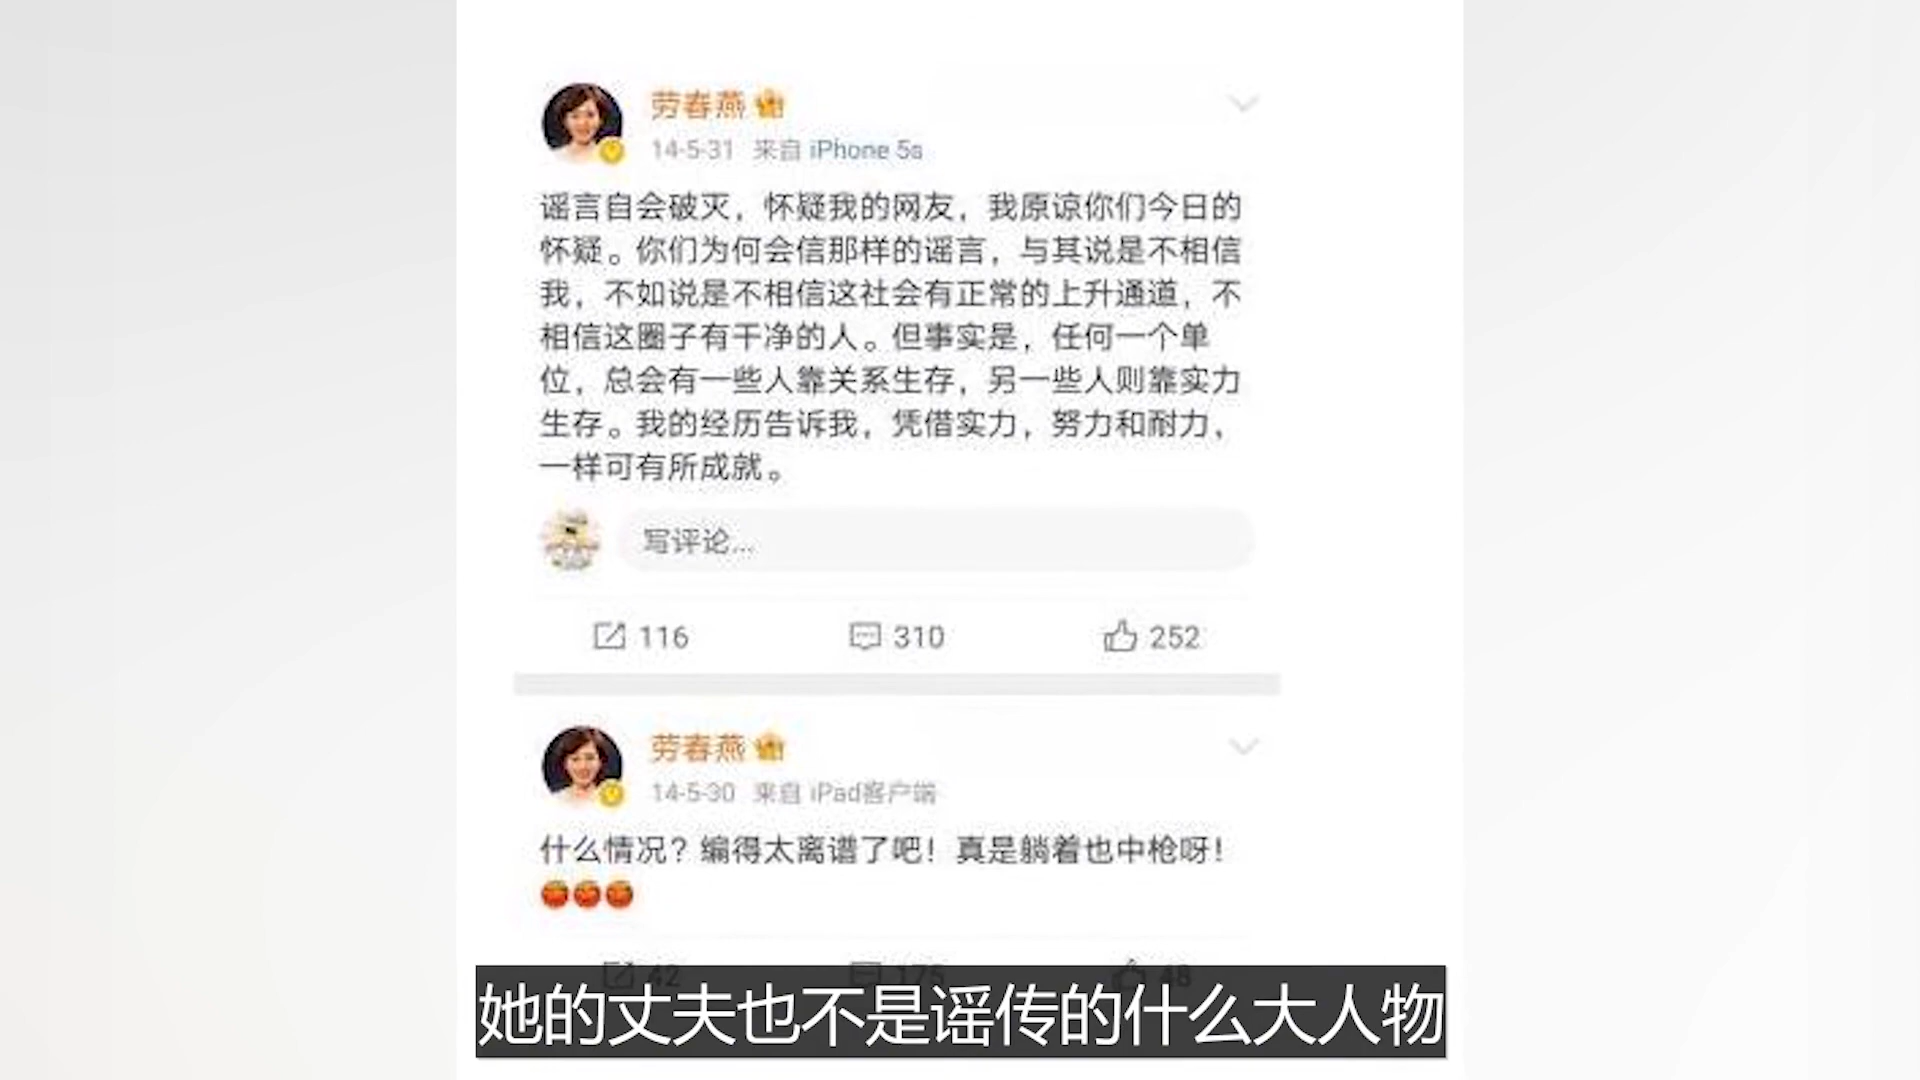 劳春燕
14-5-31 来自 iPhone 5s
谣言自会破灭，怀疑我的网友，我原谅你们今日的
怀疑。你们为何会信那样的谣言，与其说是不相信
我，不如说是不相信这社会有正常的上升通道，不
相信这圈子有干净的人。但事实是，任何一个单
位，总会有一些人靠关系生存，另一些人则靠实力
生存。我的经历告诉我，凭借实力，努力和耐力，
一样可有所成就。
写评论...
116 310 252
劳春燕
14-5-30 来自 iPad客户端
什么情况？编得太离谱了吧！真是躺着也中枪呀！
42 175 48
她的丈夫也不是谣传的什么大人物